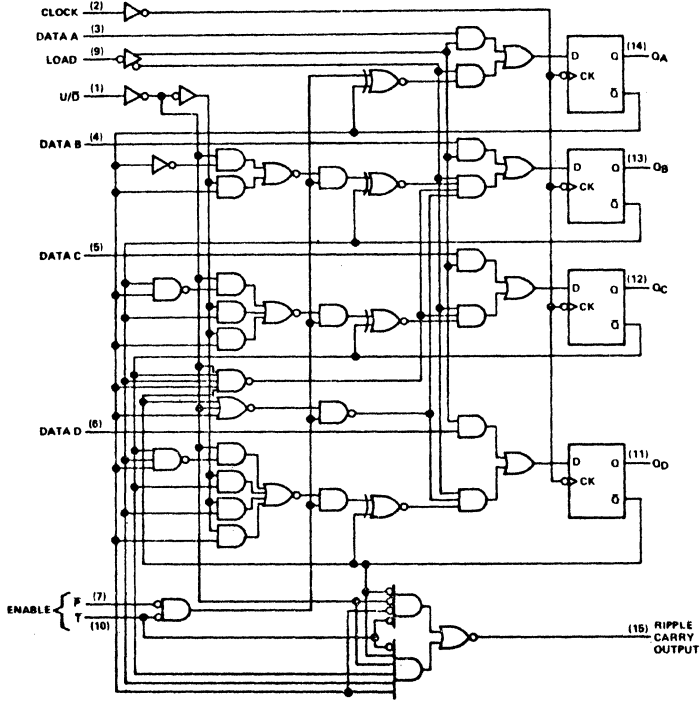 CLOCK (2)
DATA A (3)
LOAD (9)
U/D̅ (1)
D Q (14) QA
CK
Q̅
DATA B (4)
D Q (13) QB
CK
Q̅
DATA C (5)
D Q (12) QC
CK
Q̅
DATA D (6)
D Q (11) QD
CK
Q̅
ENABLE { P̅ (7)
T̅ (10)
(15) RIPPLE
CARRY
OUTPUT